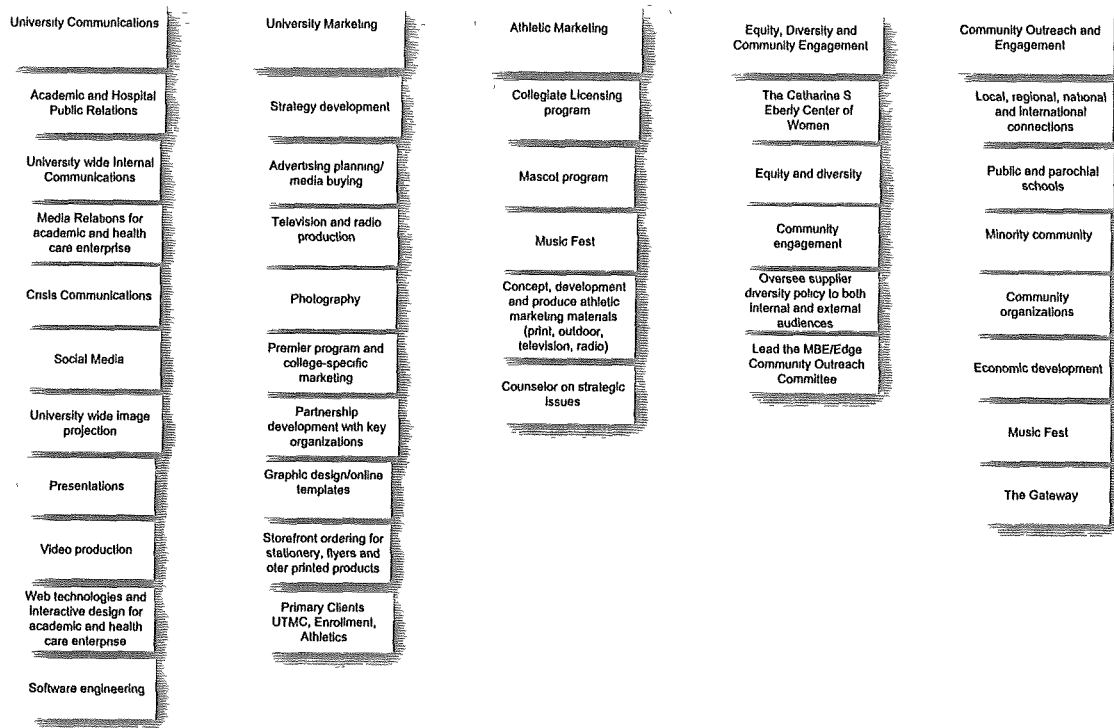 University Communications
Academic and Hospital
Public Relations
University wide Internal
Communications
Media Relations for
academic and health
care enterprise
Crisis Communications
Social Media
University wide image
projection
Presentations
Video production
Web technologies and
interactive design for
academic and health
care enterprise
Software engineering
University Marketing
Strategy development
Advertising planning/
media buying
Television and radio
production
Photography
Premier program and
college-specific
marketing
Partnership
development with key
organizations
Graphic design/online
templates
Storefront ordering for
stationery, flyers and
oter printed products
Primary Clients
UTMC, Enrollment,
Athletics
Athletic Marketing
Collegiate Licensing
program
Mascot program
Music Fest
Concept, development
and produce athletic
marketing materials
(print, outdoor,
television, radio)
Counselor on strategic
issues
Equity, Diversity and
Community Engagement
The Catharine S
Eberly Center of
Women
Equity and diversity
Community
engagement
Oversee supplier
diversity policy to both
internal and external
audiences
Lead the MBE/Edge
Community Outreach
Committee
Community Outreach and
Engagement
Local, regional, national
and international
connections
Public and parochial
schools
Minority community
Community
organizations
Economic development
Music Fest
The Gateway